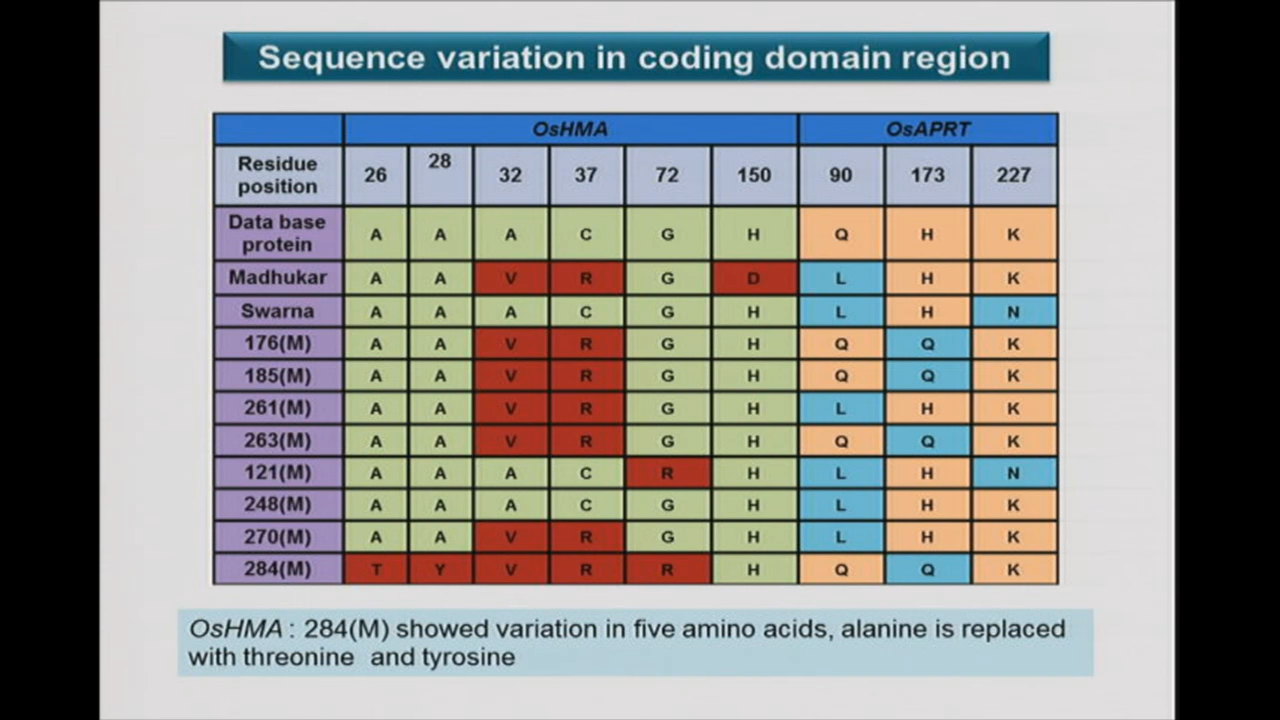 Sequence variation in coding domain region
OsHMA OsAPRT
Residue position 26 28 32 37 72 150 90 173 227
Data base protein A A A C G H Q H K
Madhukar A A V R G D L H K
Swarna A A A C G H L H N
176(M) A A V R G H Q Q K
185(M) A A V R G H Q Q K
261(M) A A V R G H L H K
263(M) A A V R G H Q Q K
121(M) A A A C R H L H N
248(M) A A A C G H L H K
270(M) A A V R G H L H K
284(M) T Y V R R H Q Q K
OsHMA : 284(M) showed variation in five amino acids, alanine is replaced
with threonine and tyrosine